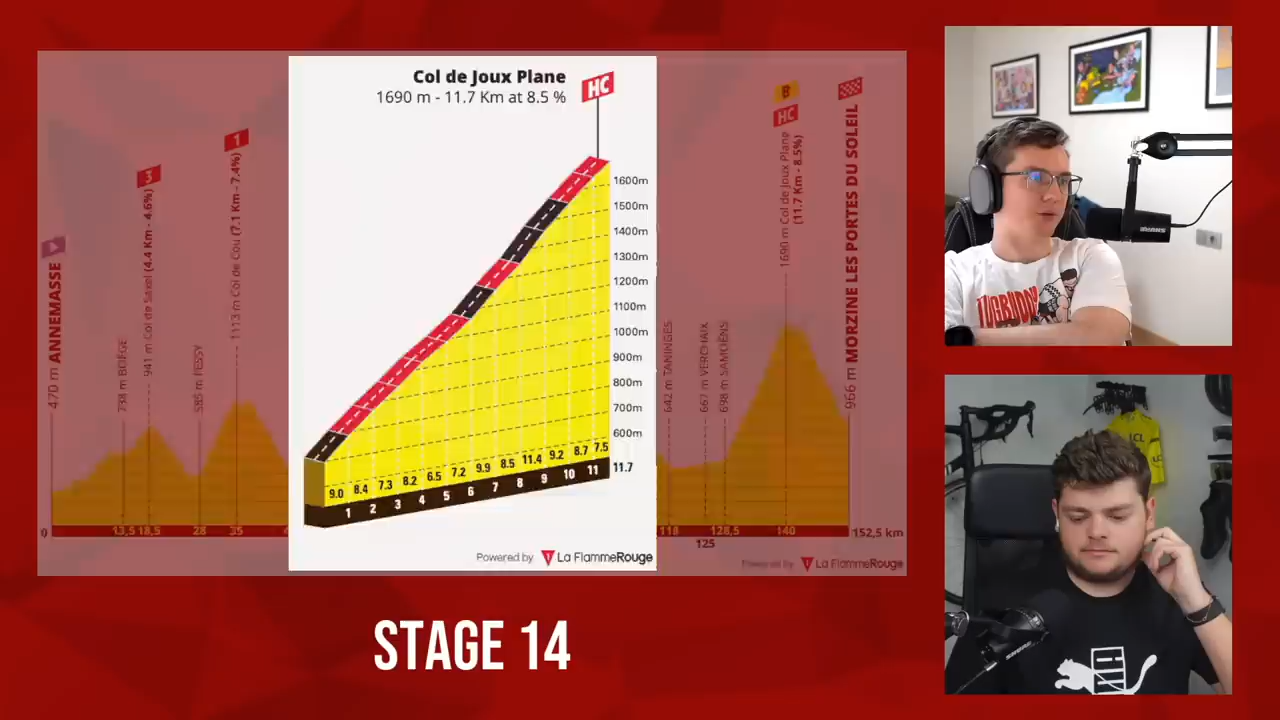 Col de Joux Plane
1690 m - 11.7 Km at 8.5 %
HC
1600m
1500m
1400m
1300m
1200m
1100m
1000m
900m
800m
700m
600m
9.0 8.4 7.3 8.2 6.5 7.2 9.9 8.5 11.4 9.2 8.7 7.5
1 2 3 4 5 6 7 8 9 10 11 11.7
Powered by La FlammeRouge
470 m ANNEMASSE
738 m BOËGE
3
941 m Col de Saxel (4.4 Km - 4.6%)
585 m FESSY
1
1113 m Col de Cou (7.1 Km - 7.4%)
642 m TANINGES
667 m VERCHAIX
698 m SAMOËNS
B
HC
1690 m Col de Joux Plane
(11.7 Km - 8.5%)
966 m MORZINE LES PORTES DU SOLEIL
0 13,5 18,5 28 35 118 128,5 140 152,5 km
125
Powered by La FlammeRouge
STAGE 14
LCL